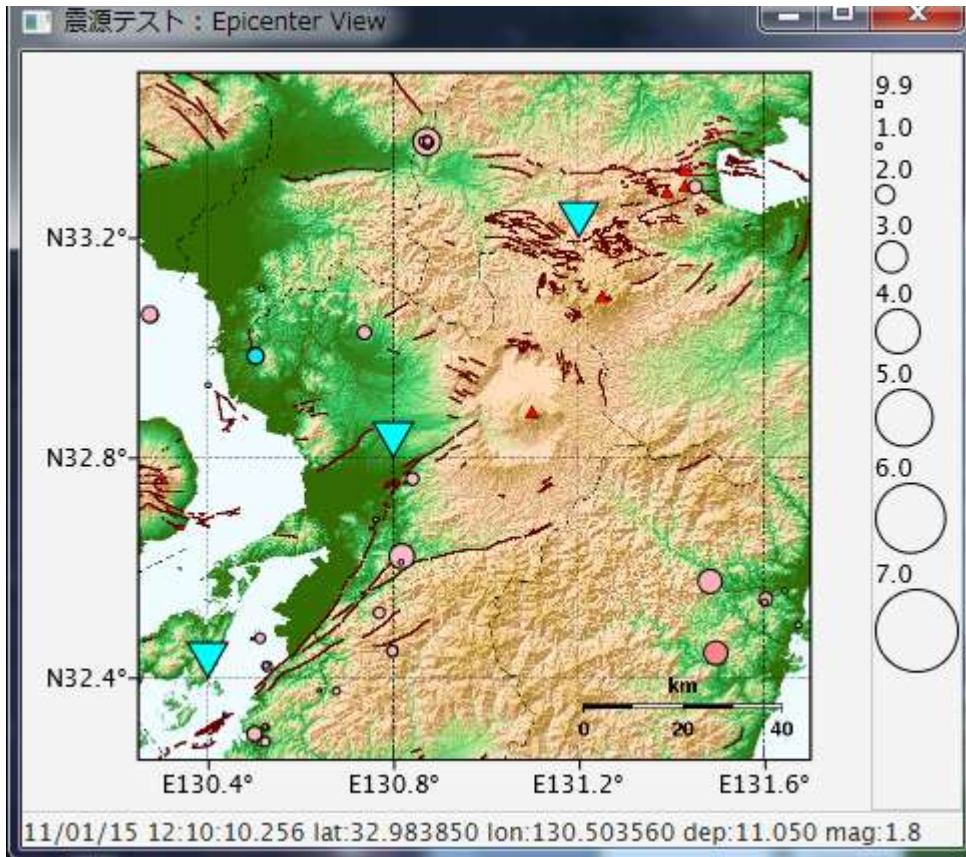 震源テスト : Epicenter View
9.9
1.0
2.0
3.0
4.0
5.0
6.0
7.0
N33.2°
N32.8°
N32.4°
km
0 20 40
E130.4° E130.8° E131.2° E131.6°
11/01/15 12:10:10.256 lat:32.983850 lon:130.503560 dep:11.050 mag:1.8